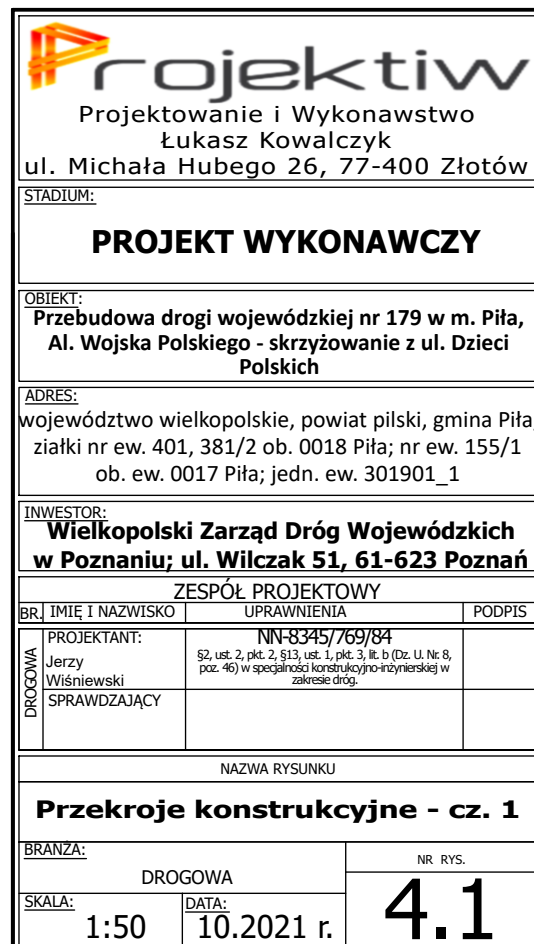 Projektiw
Projektowanie i Wykonawstwo
Łukasz Kowalczyk
ul. Michała Hubego 26, 77-400 Złotów
STADIUM:
PROJEKT WYKONAWCZY
OBIEKT:
Przebudowa drogi wojewódzkiej nr 179 w m. Piła,
Al. Wojska Polskiego - skrzyżowanie z ul. Dzieci
Polskich
ADRES:
województwo wielkopolskie, powiat pilski, gmina Piła,
ziałki nr ew. 401, 381/2 ob. 0018 Piła; nr ew. 155/1
ob. ew. 0017 Piła; jedn. ew. 301901_1
INWESTOR:
Wielkopolski Zarząd Dróg Wojewódzkich
w Poznaniu; ul. Wilczak 51, 61-623 Poznań
ZESPÓŁ PROJEKTOWY
BR. IMIĘ I NAZWISKO UPRAWNIENIA PODPIS
DROGOWA
PROJEKTANT:
Jerzy
Wiśniewski
NN-8345/769/84
§2, ust. 2, pkt. 2, §13, ust. 1, pkt. 3, lit. b (Dz. U. Nr. 8,
poz. 46) w specjalności konstrukcyjno-inżynierskiej w
zakresie dróg.
SPRAWDZAJĄCY
NAZWA RYSUNKU
Przekroje konstrukcyjne - cz. 1
BRANŻA:
DROGOWA
NR RYS.
4.1
SKALA:
1:50
DATA:
10.2021 r.